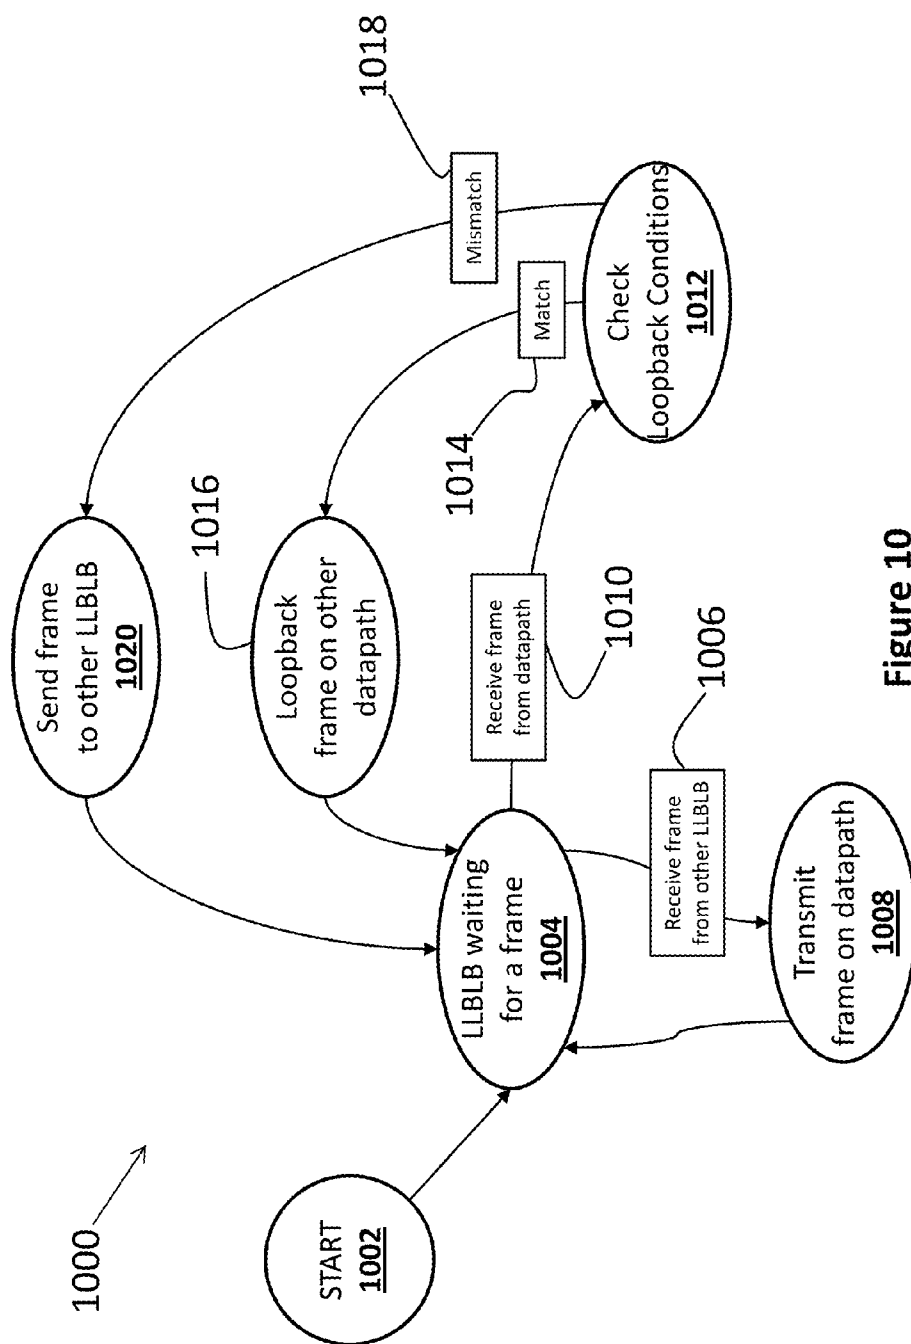 1000
START
1002
LLBLB waiting
for a frame
1004
Send frame
to other LLBLB
1020
1016
Loopback
frame on other
datapath
Mismatch
1018
Match
1014
Receive frame
from datapath
1010
Check
Loopback Conditions
1012
Receive frame
from other LLBLB
1006
Transmit
frame on datapath
1008
Figure 10